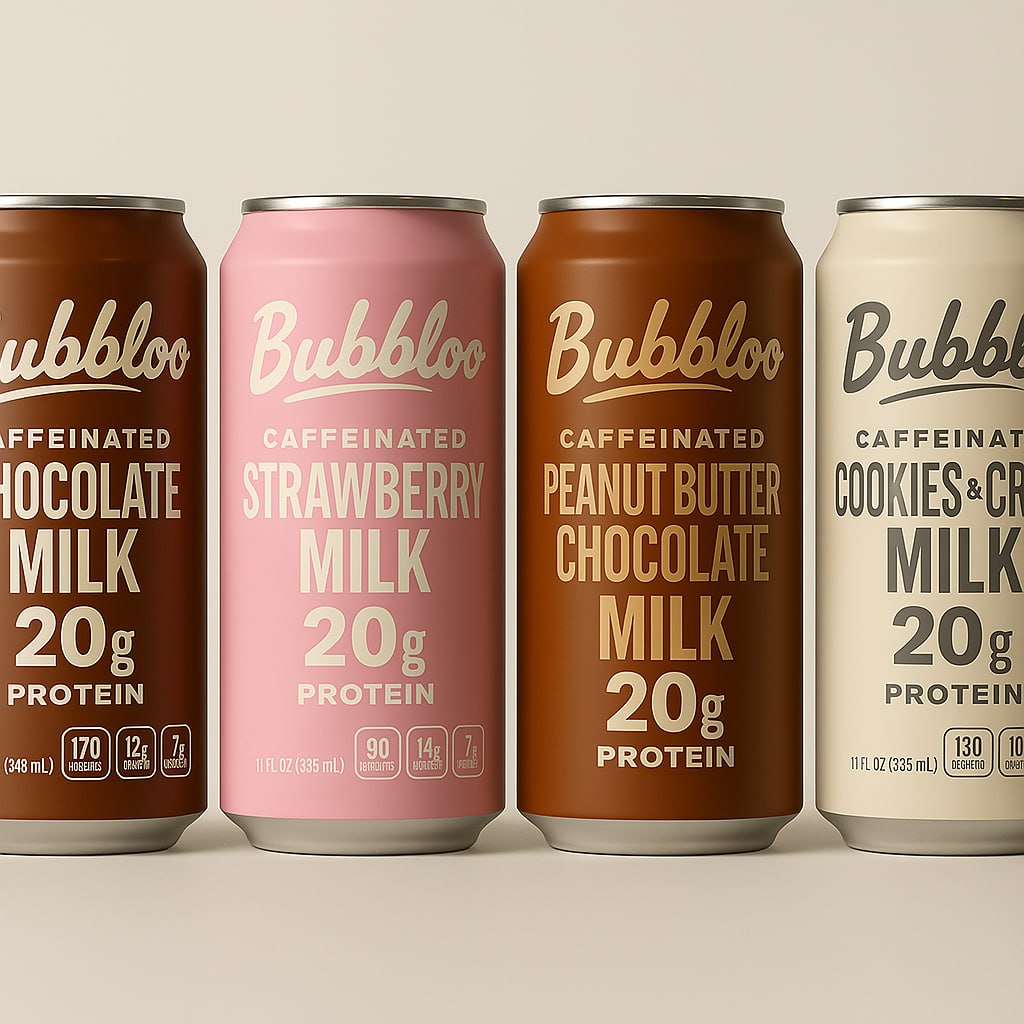 ubbloo
AFFEINATED
HOCOLATE
MILK
20g
PROTEIN
(348 mL)
170
12g
7g
Bubbloo
CAFFEINATED
STRAWBERRY
MILK
20g
PROTEIN
11 FL OZ (335 mL)
90
14g
7g
Bubbloo
CAFFEINATED
PEANUT BUTTER
CHOCOLATE
MILK
20g
PROTEIN
Bubbl
CAFFEINAT
COOKIES & CR
MILK
20g
PROTEIN
11 FL OZ (335 mL)
130
10